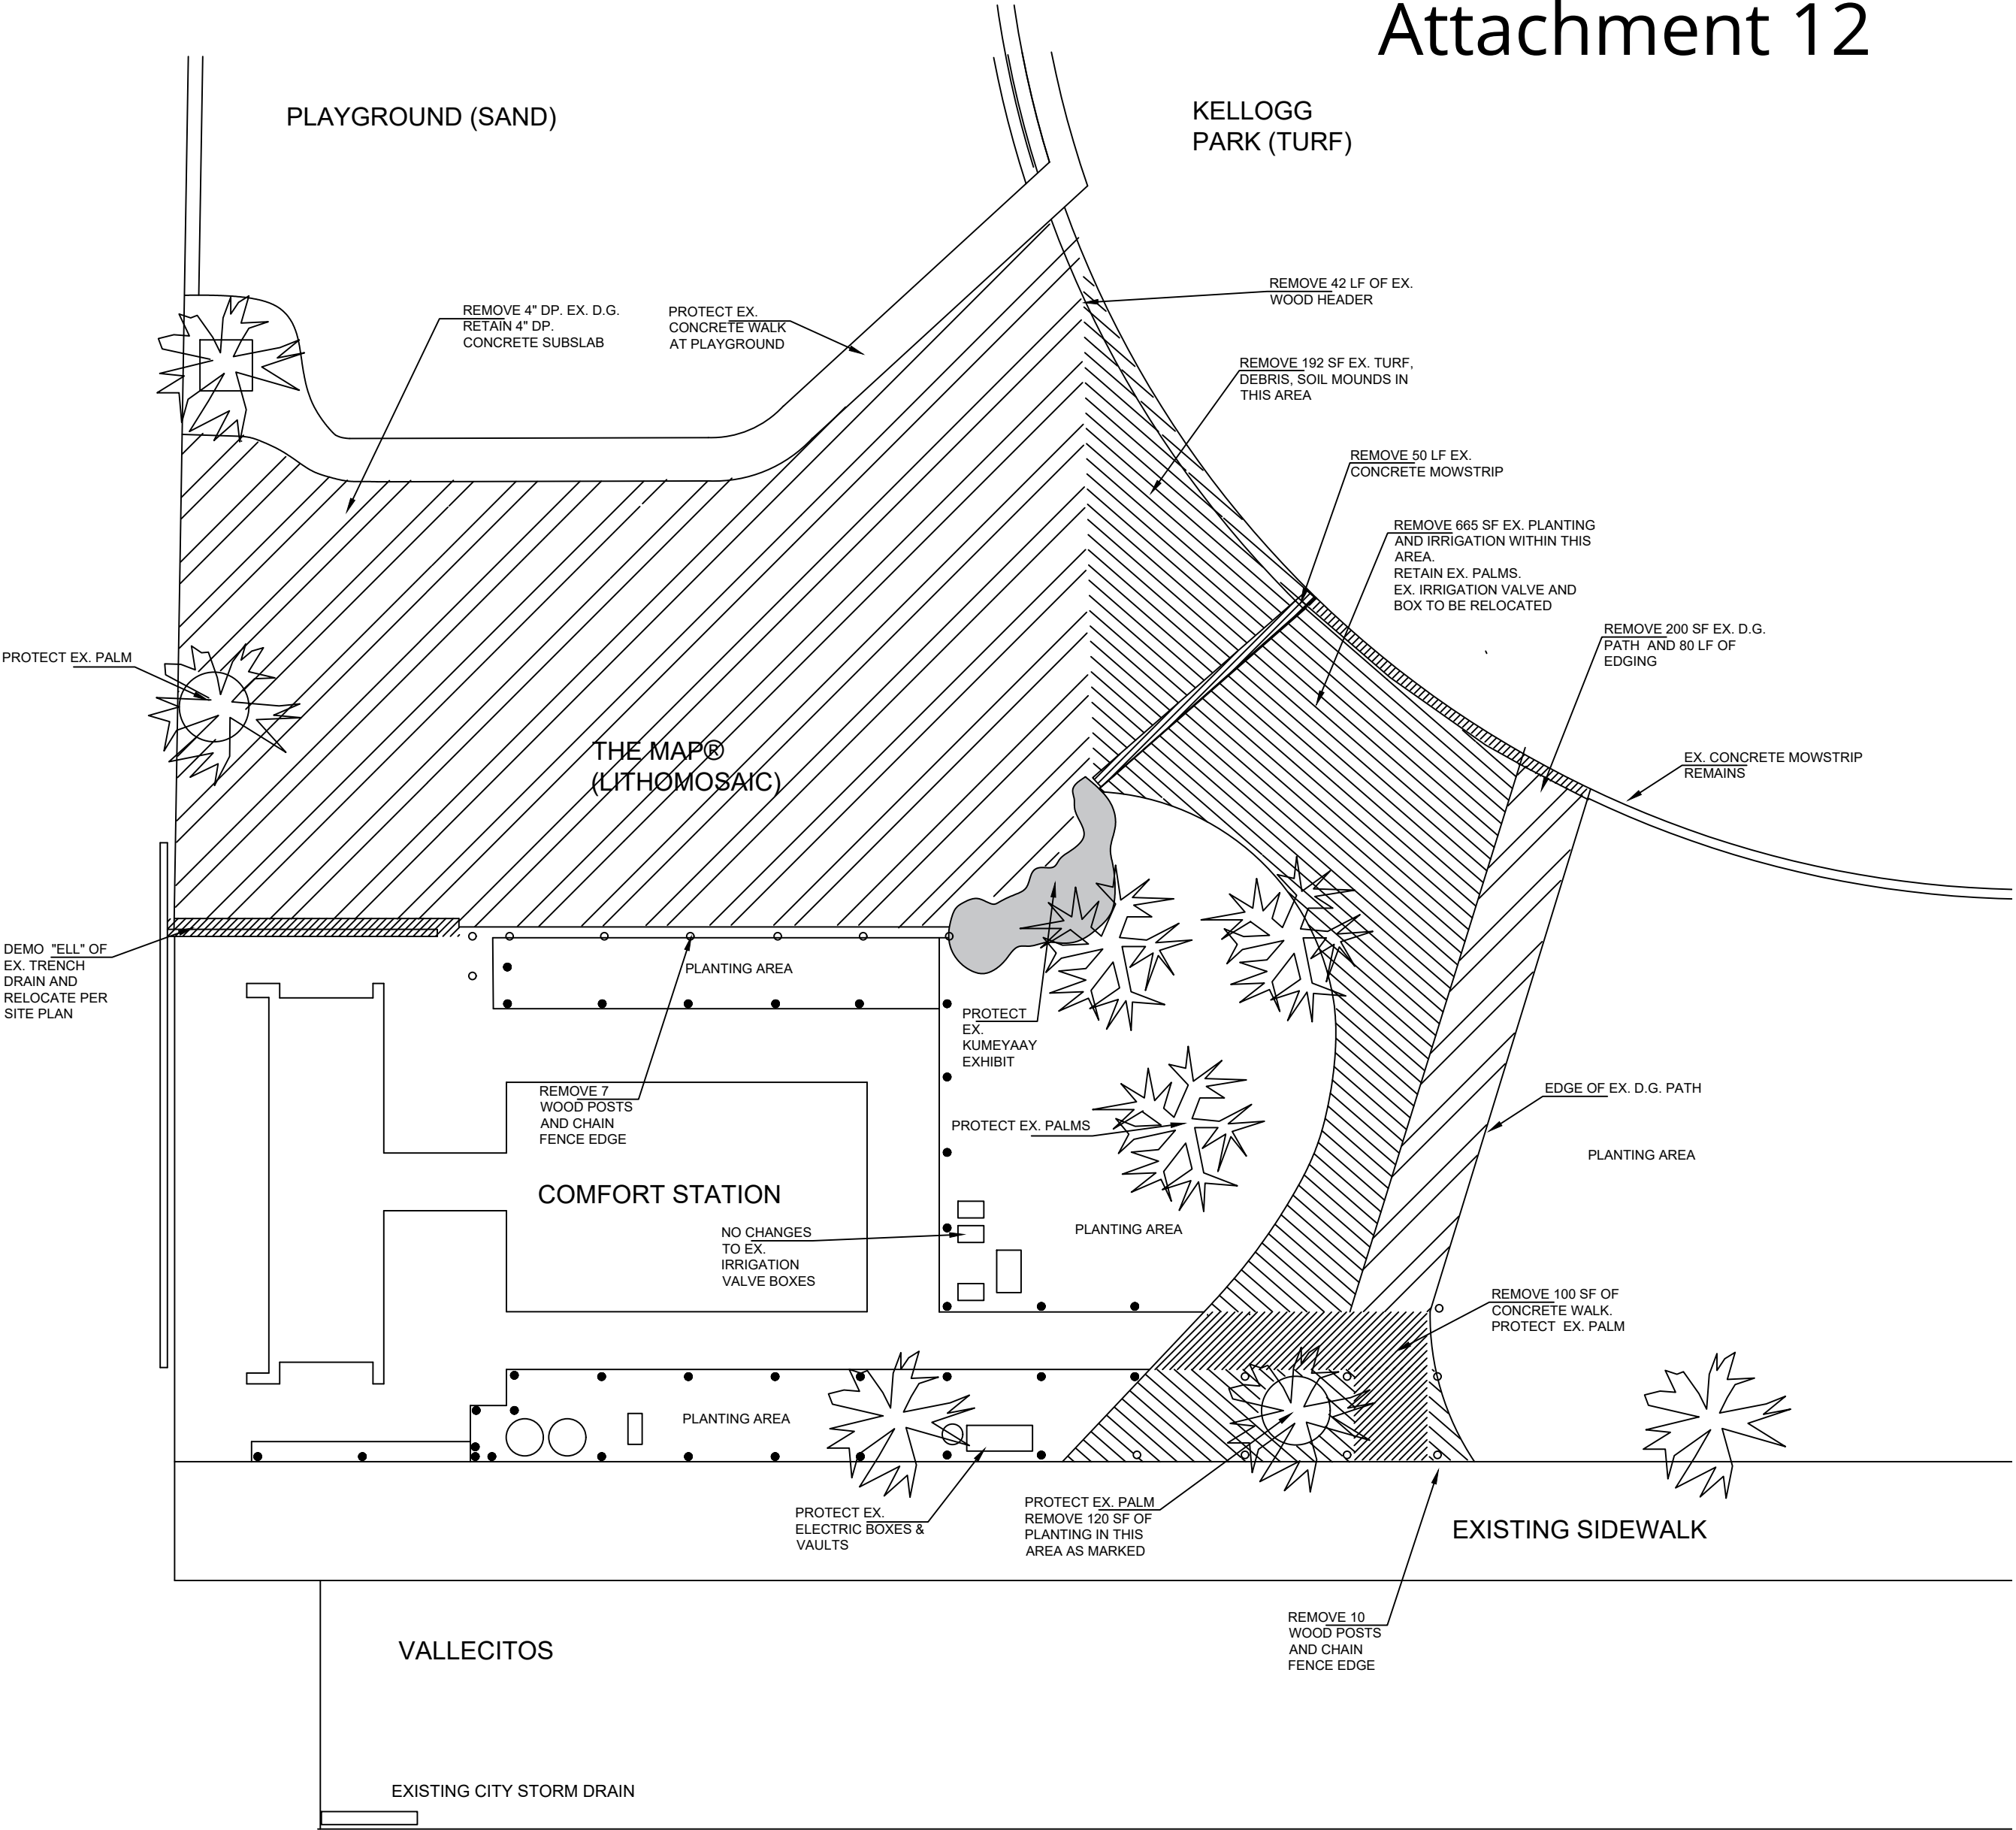 Attachment 12
PLAYGROUND (SAND)
KELLOGG
PARK (TURF)
REMOVE 42 LF OF EX.
WOOD HEADER
REMOVE 4" DP. EX. D.G.
RETAIN 4" DP.
CONCRETE SUBSLAB
PROTECT EX.
CONCRETE WALK
AT PLAYGROUND
REMOVE 192 SF EX. TURF,
DEBRIS, SOIL MOUNDS IN
THIS AREA
REMOVE 50 LF EX.
CONCRETE MOWSTRIP
REMOVE 665 SF EX. PLANTING
AND IRRIGATION WITHIN THIS
AREA.
RETAIN EX. PALMS.
EX. IRRIGATION VALVE AND
BOX TO BE RELOCATED
REMOVE 200 SF EX. D.G.
PATH AND 80 LF OF
EDGING
PROTECT EX. PALM
THE MAP®
(LITHOMOSAIC)
EX. CONCRETE MOWSTRIP
REMAINS
DEMO "ELL" OF
EX. TRENCH
DRAIN AND
RELOCATE PER
SITE PLAN
PLANTING AREA
PROTECT
EX.
KUMEYAAY
EXHIBIT
REMOVE 7
WOOD POSTS
AND CHAIN
FENCE EDGE
EDGE OF EX. D.G. PATH
PROTECT EX. PALMS
PLANTING AREA
COMFORT STATION
NO CHANGES
TO EX.
IRRIGATION
VALVE BOXES
PLANTING AREA
REMOVE 100 SF OF
CONCRETE WALK.
PROTECT EX. PALM
PLANTING AREA
PROTECT EX.
ELECTRIC BOXES &
VAULTS
PROTECT EX. PALM
REMOVE 120 SF OF
PLANTING IN THIS
AREA AS MARKED
EXISTING SIDEWALK
REMOVE 10
WOOD POSTS
AND CHAIN
FENCE EDGE
VALLECITOS
EXISTING CITY STORM DRAIN